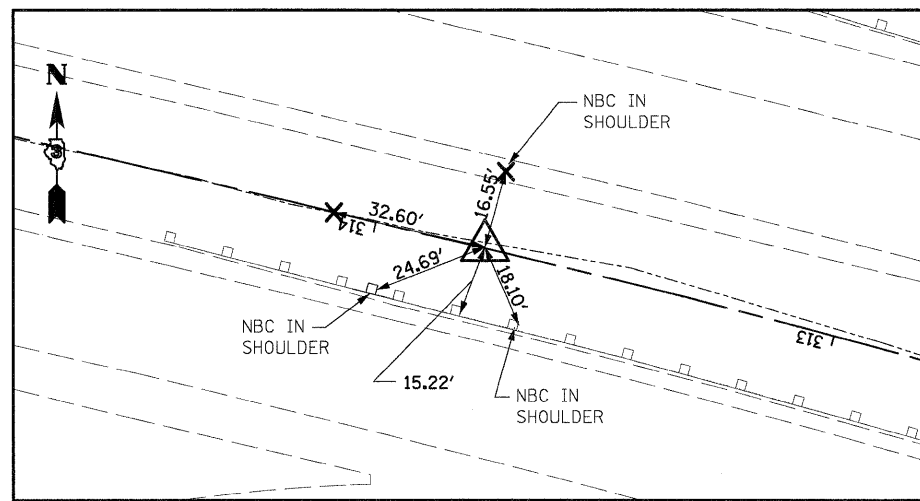 NBC IN
SHOULDER
N
3
16.55'
32.60'
314
24.69'
18.10'
NBC IN
SHOULDER
313
15.22'
NBC IN
SHOULDER